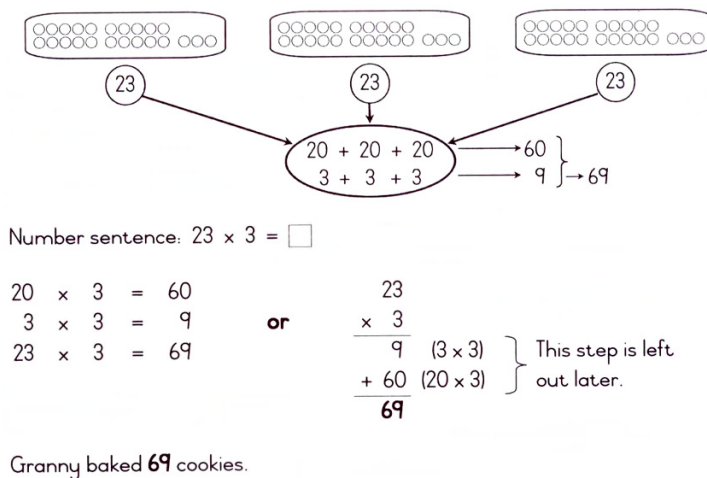 23 23 23
20 + 20 + 20 → 60
3 + 3 + 3 → 9 } → 69
Number sentence: 23 × 3 = □
20 × 3 = 60
3 × 3 = 9
23 × 3 = 69
or
23
× 3
9 (3 × 3)
+ 60 (20 × 3)
69
} This step is left
out later.
Granny baked 69 cookies.